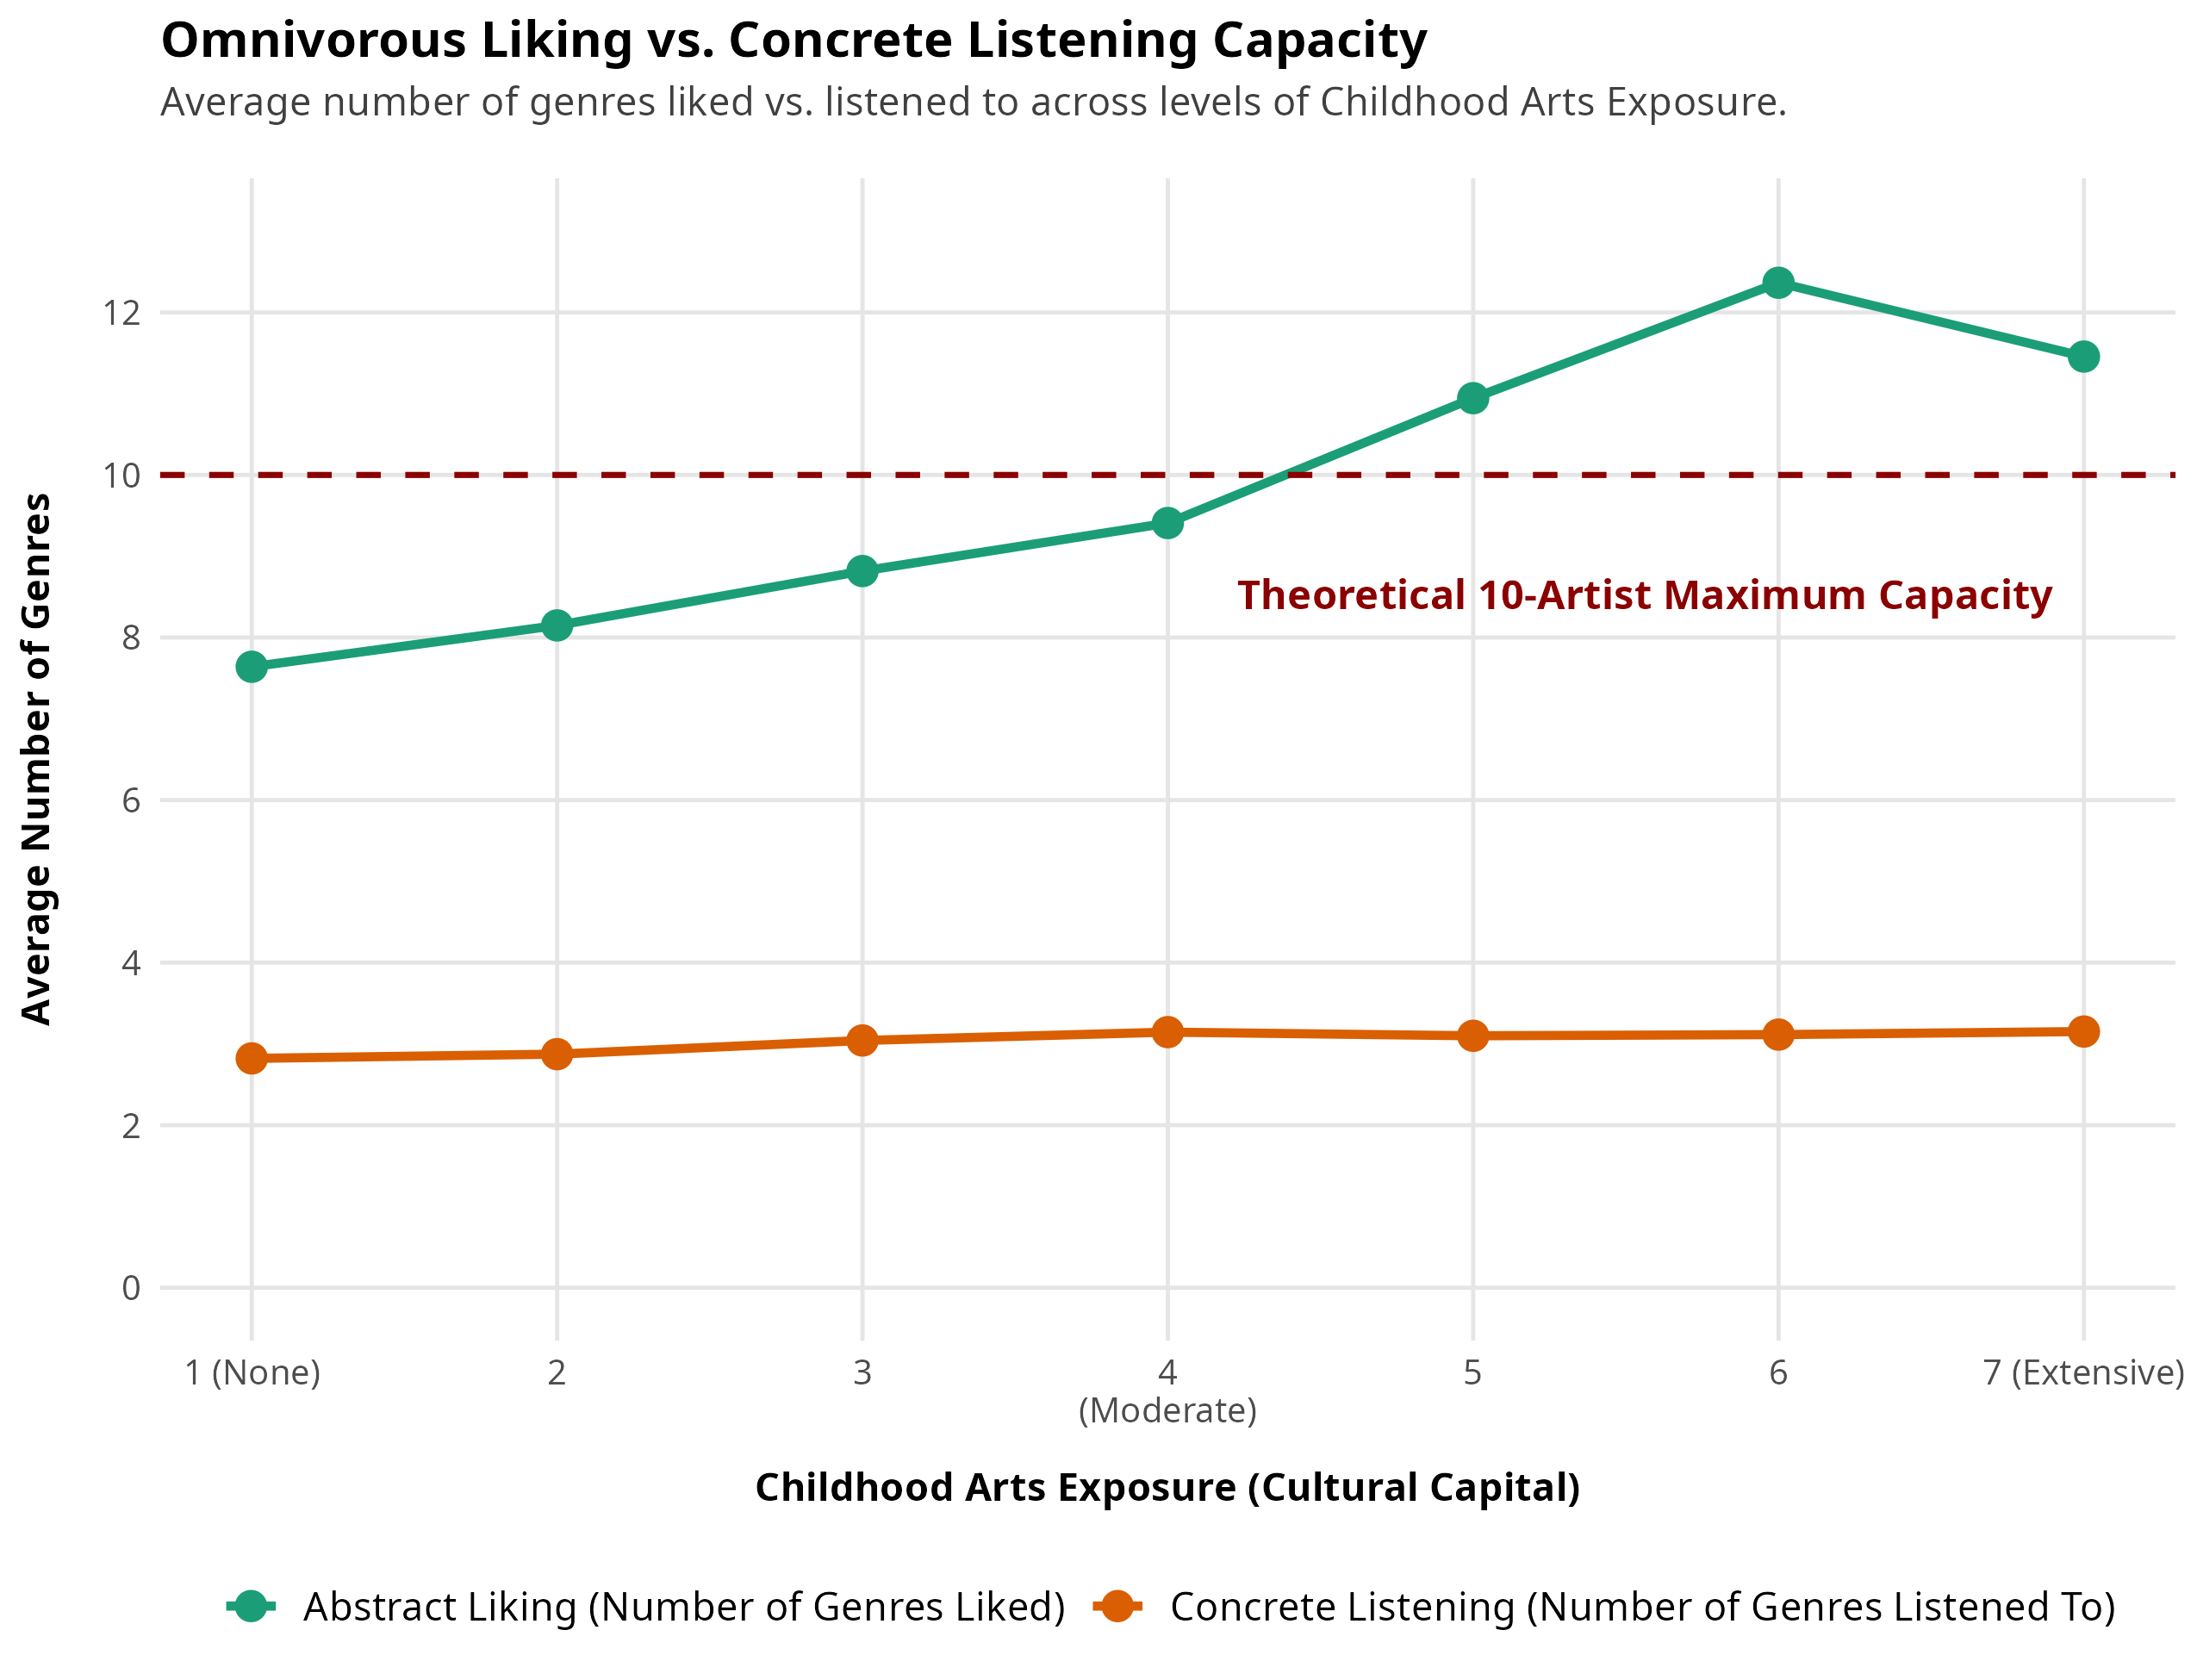 Omnivorous Liking vs. Concrete Listening Capacity
Average number of genres liked vs. listened to across levels of Childhood Arts Exposure.
Average Number of Genres
12
10
8
6
4
2
0
Theoretical 10-Artist Maximum Capacity
1 (None)
2
3
4
(Moderate)
5
6
7 (Extensive)
Childhood Arts Exposure (Cultural Capital)
Abstract Liking (Number of Genres Liked)
Concrete Listening (Number of Genres Listened To)